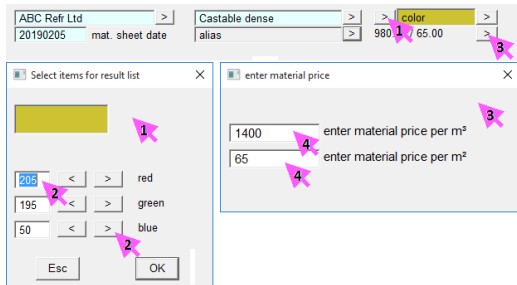 ABC Refr Ltd > Castable dense > > color >
20190205 mat. sheet date alias > 980 65.00 >
1
3
Select items for result list ×
1
205 < > red
2
195 < > green
50 < > blue
2
Esc OK
enter material price ×
3
1400 enter material price per m³
4
65 enter material price per m²
4